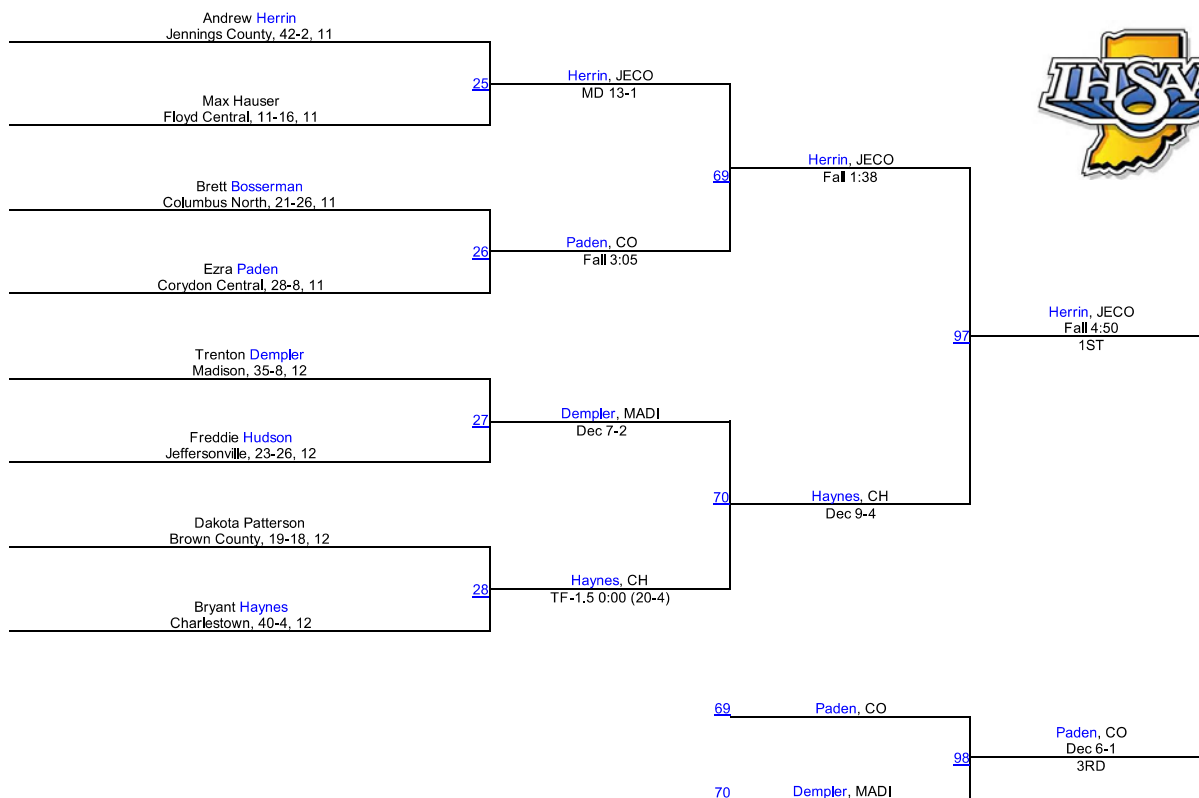 Andrew Herrin
Jennings County, 42-2, 11
25
Herrin, JECO
MD 13-1
Max Hauser
Floyd Central, 11-16, 11
IHSAA
69
Herrin, JECO
Fall 1:38
Brett Bosserman
Columbus North, 21-26, 11
26
Paden, CO
Fall 3:05
Ezra Paden
Corydon Central, 28-8, 11
97
Herrin, JECO
Fall 4:50
1ST
Trenton Dempler
Madison, 35-8, 12
27
Dempler, MADI
Dec 7-2
Freddie Hudson
Jeffersonville, 23-26, 12
70
Haynes, CH
Dec 9-4
Dakota Patterson
Brown County, 19-18, 12
28
Haynes, CH
TF-1.5 0:00 (20-4)
Bryant Haynes
Charlestown, 40-4, 12
69
Paden, CO
98
Paden, CO
Dec 6-1
3RD
70
Dempler, MADI